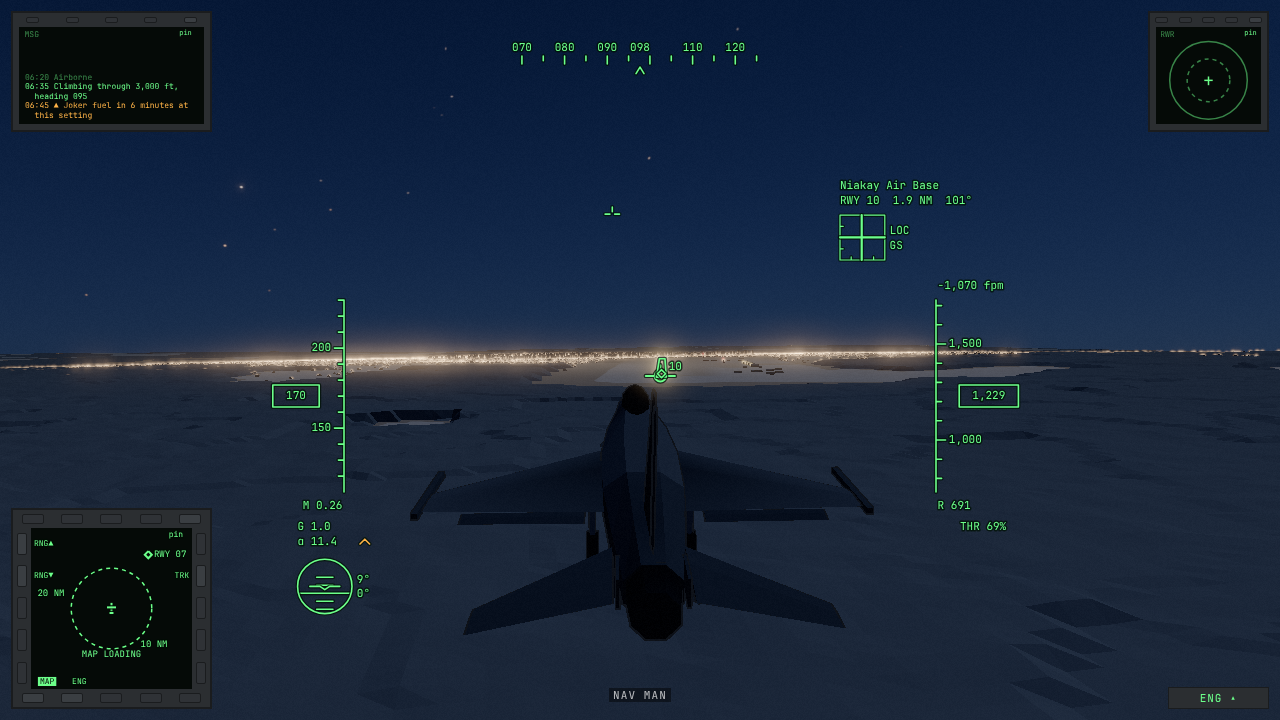 MSG pin
06:20 Airborne
06:35 Climbing through 3,000 ft,
heading 095
06:45 ▲ Joker fuel in 6 minutes at
this setting
070 080 090 098 110 120
RWR pin
Niakay Air Base
RWY 10 1.9 NM 101°
LOC
GS
-1,070 fpm
200
170
150
M 0.26
G 1.0
α 11.4
9°
0°
10
1,500
1,229
1,000
R 691
THR 69%
pin
RNG▲
RWY 07
RNG▼
TRK
20 NM
10 NM
MAP LOADING
MAP ENG
NAV MAN
ENG ▴